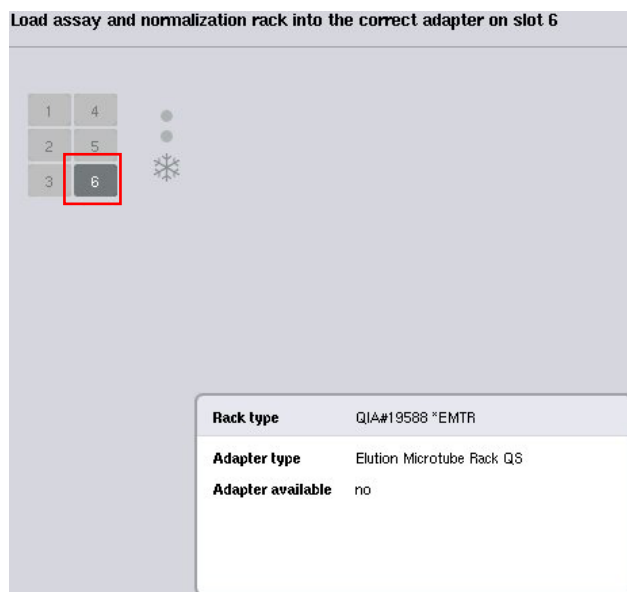 Load assay and normalization rack into the correct adapter on slot 6
1 4
2 5
3 6
Rack type QIA#19588 *EMTR
Adapter type Elution Microtube Rack QS
Adapter available no